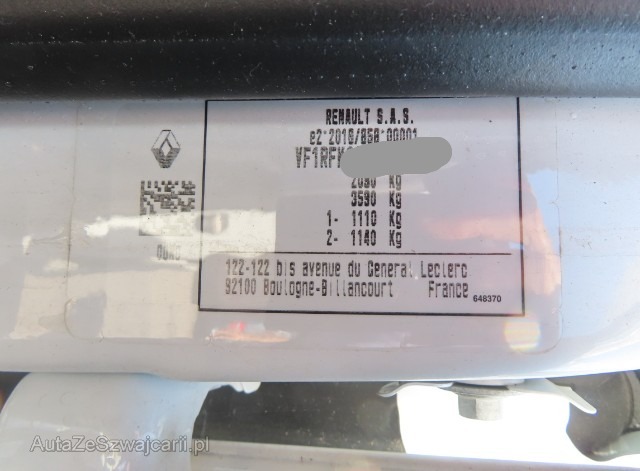 RENAULT S.A.S.
e2*2018/858*00001
VF1RFK
2090 Kg
3590 Kg
1- 1110 Kg
2- 1140 Kg
122-122 bis avenue du General Leclerc
92100 Boulogne-Billancourt France
648370
AutaZeSzwajcarii.pl